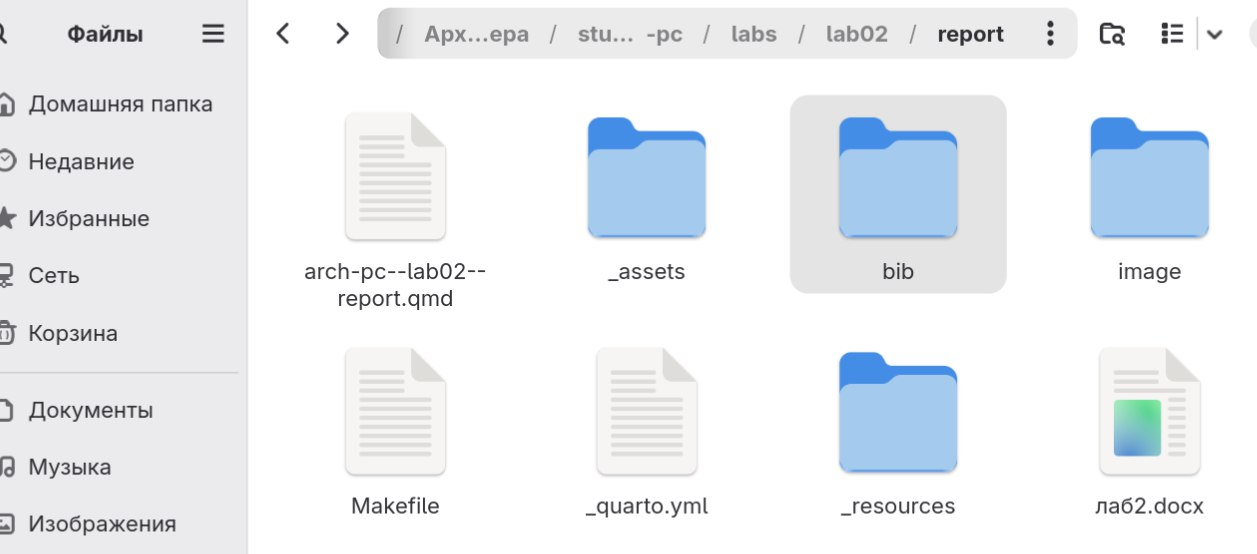 Файлы
/ Арх...ера / stu... -pc / labs / lab02 / report
Домашняя папка
Недавние
Избранные
Сеть
Корзина
Документы
Музыка
Изображения
arch-pc--lab02--
report.qmd
_assets
bib
image
Makefile
_quarto.yml
_resources
лаб2.docx